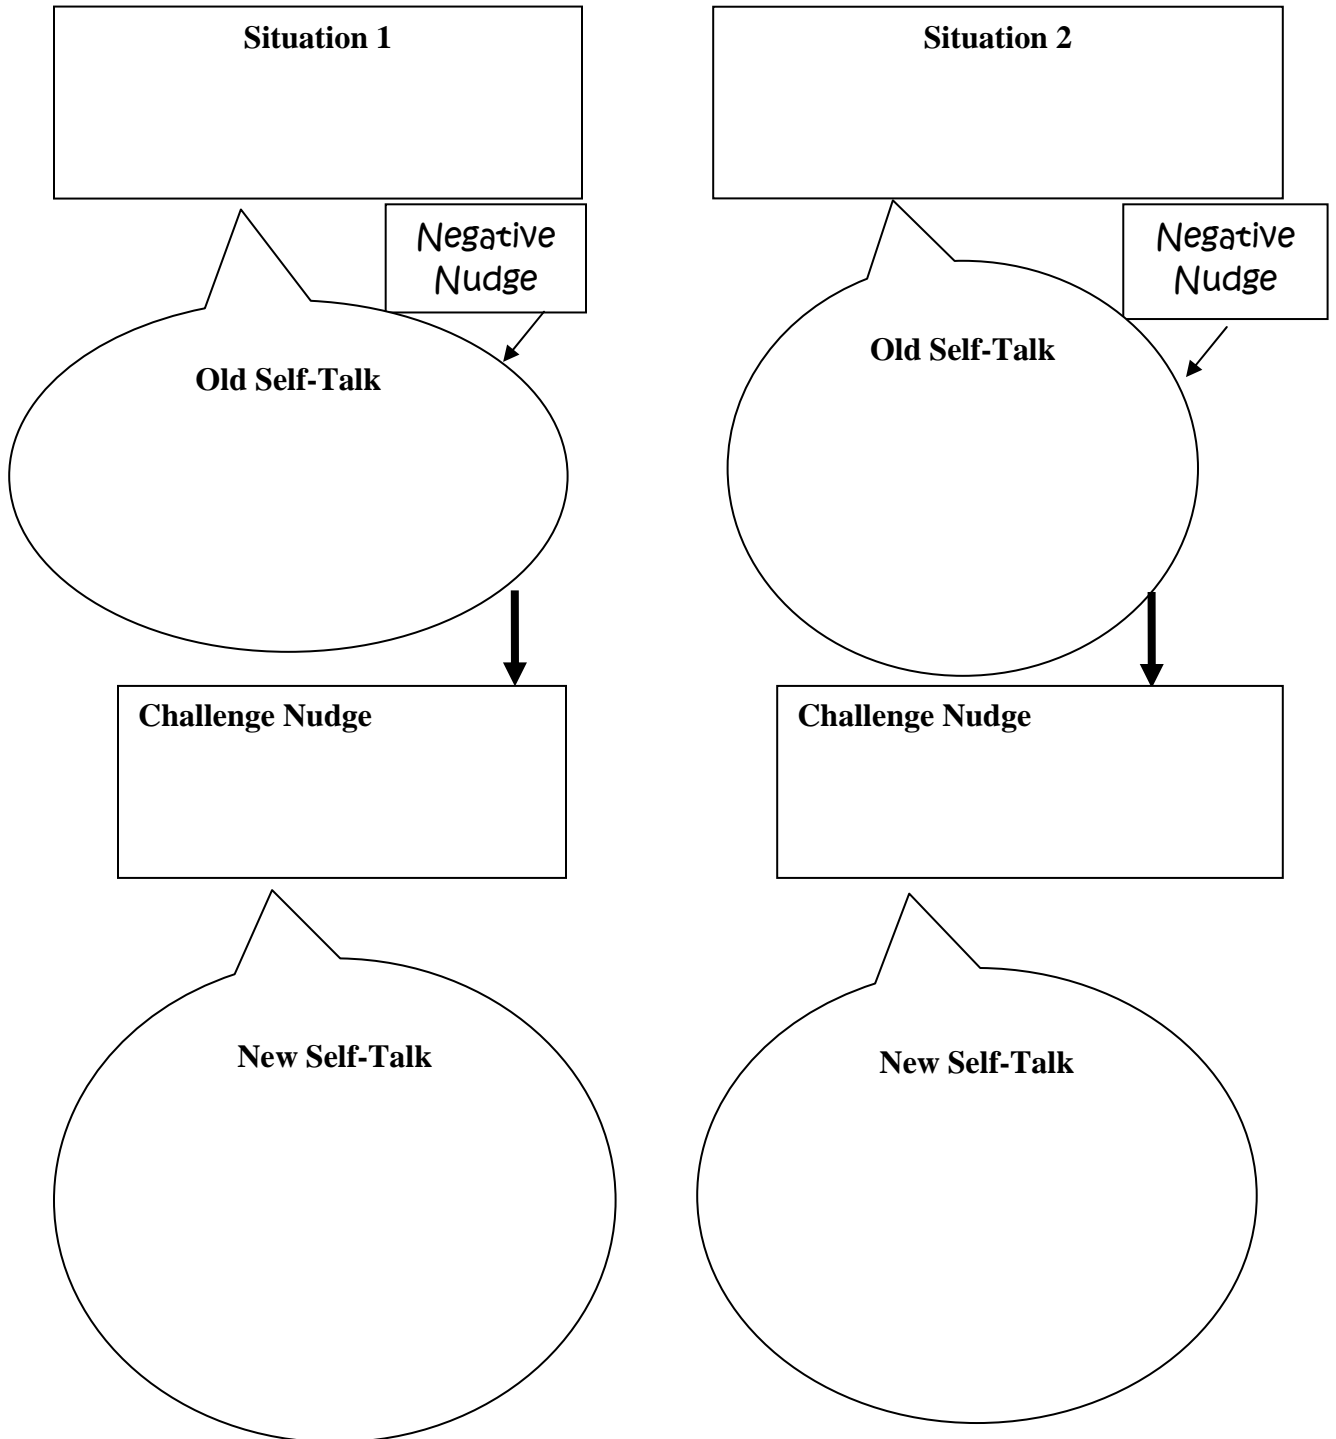 Situation 1
Negative
Nudge
Old Self-Talk
Challenge Nudge
New Self-Talk
Situation 2
Negative
Nudge
Old Self-Talk
Challenge Nudge
New Self-Talk